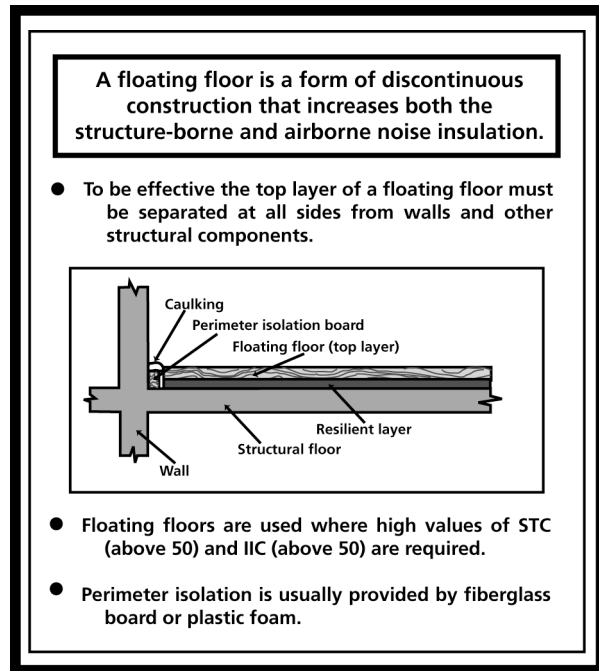 A floating floor is a form of discontinuous
construction that increases both the
structure-borne and airborne noise insulation.
● To be effective the top layer of a floating floor must
be separated at all sides from walls and other
structural components.
Caulking
Perimeter isolation board
Floating floor (top layer)
Resilient layer
Structural floor
Wall
● Floating floors are used where high values of STC
(above 50) and IIC (above 50) are required.
● Perimeter isolation is usually provided by fiberglass
board or plastic foam.